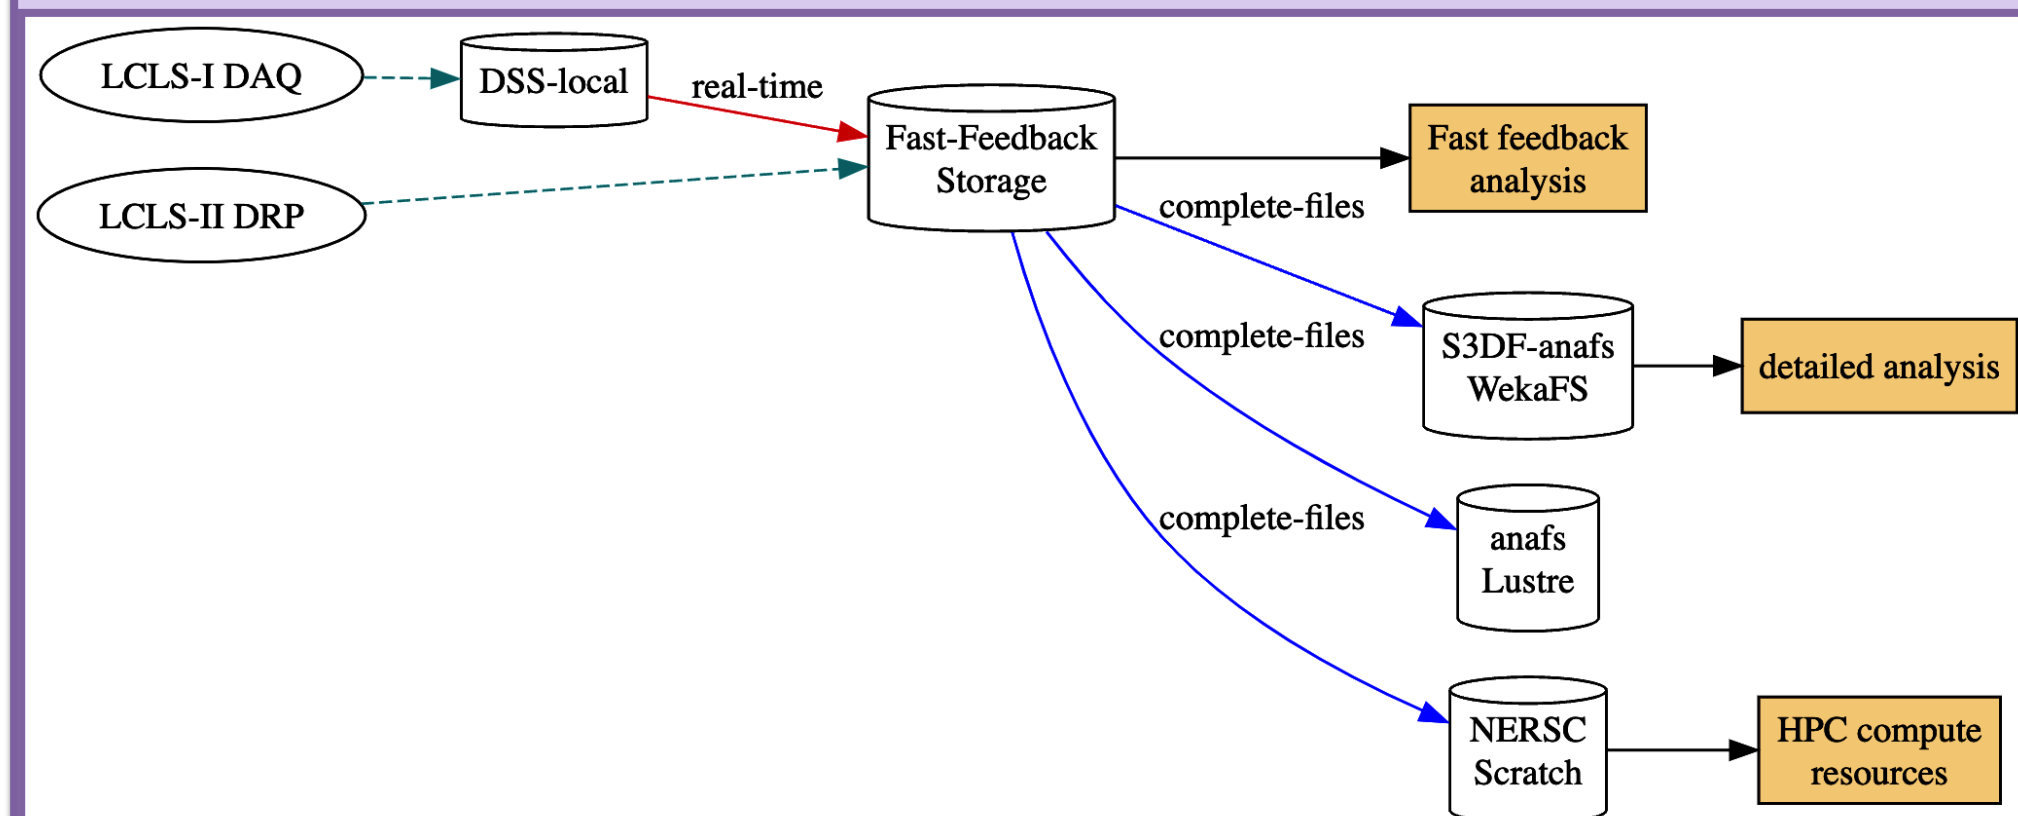 LCLS-I DAQ
DSS-local
real-time
LCLS-II DRP
Fast-Feedback
Storage
Fast feedback
analysis
complete-files
S3DF-anafs
WekaFS
detailed analysis
complete-files
anafs
Lustre
complete-files
NERSC
Scratch
HPC compute
resources